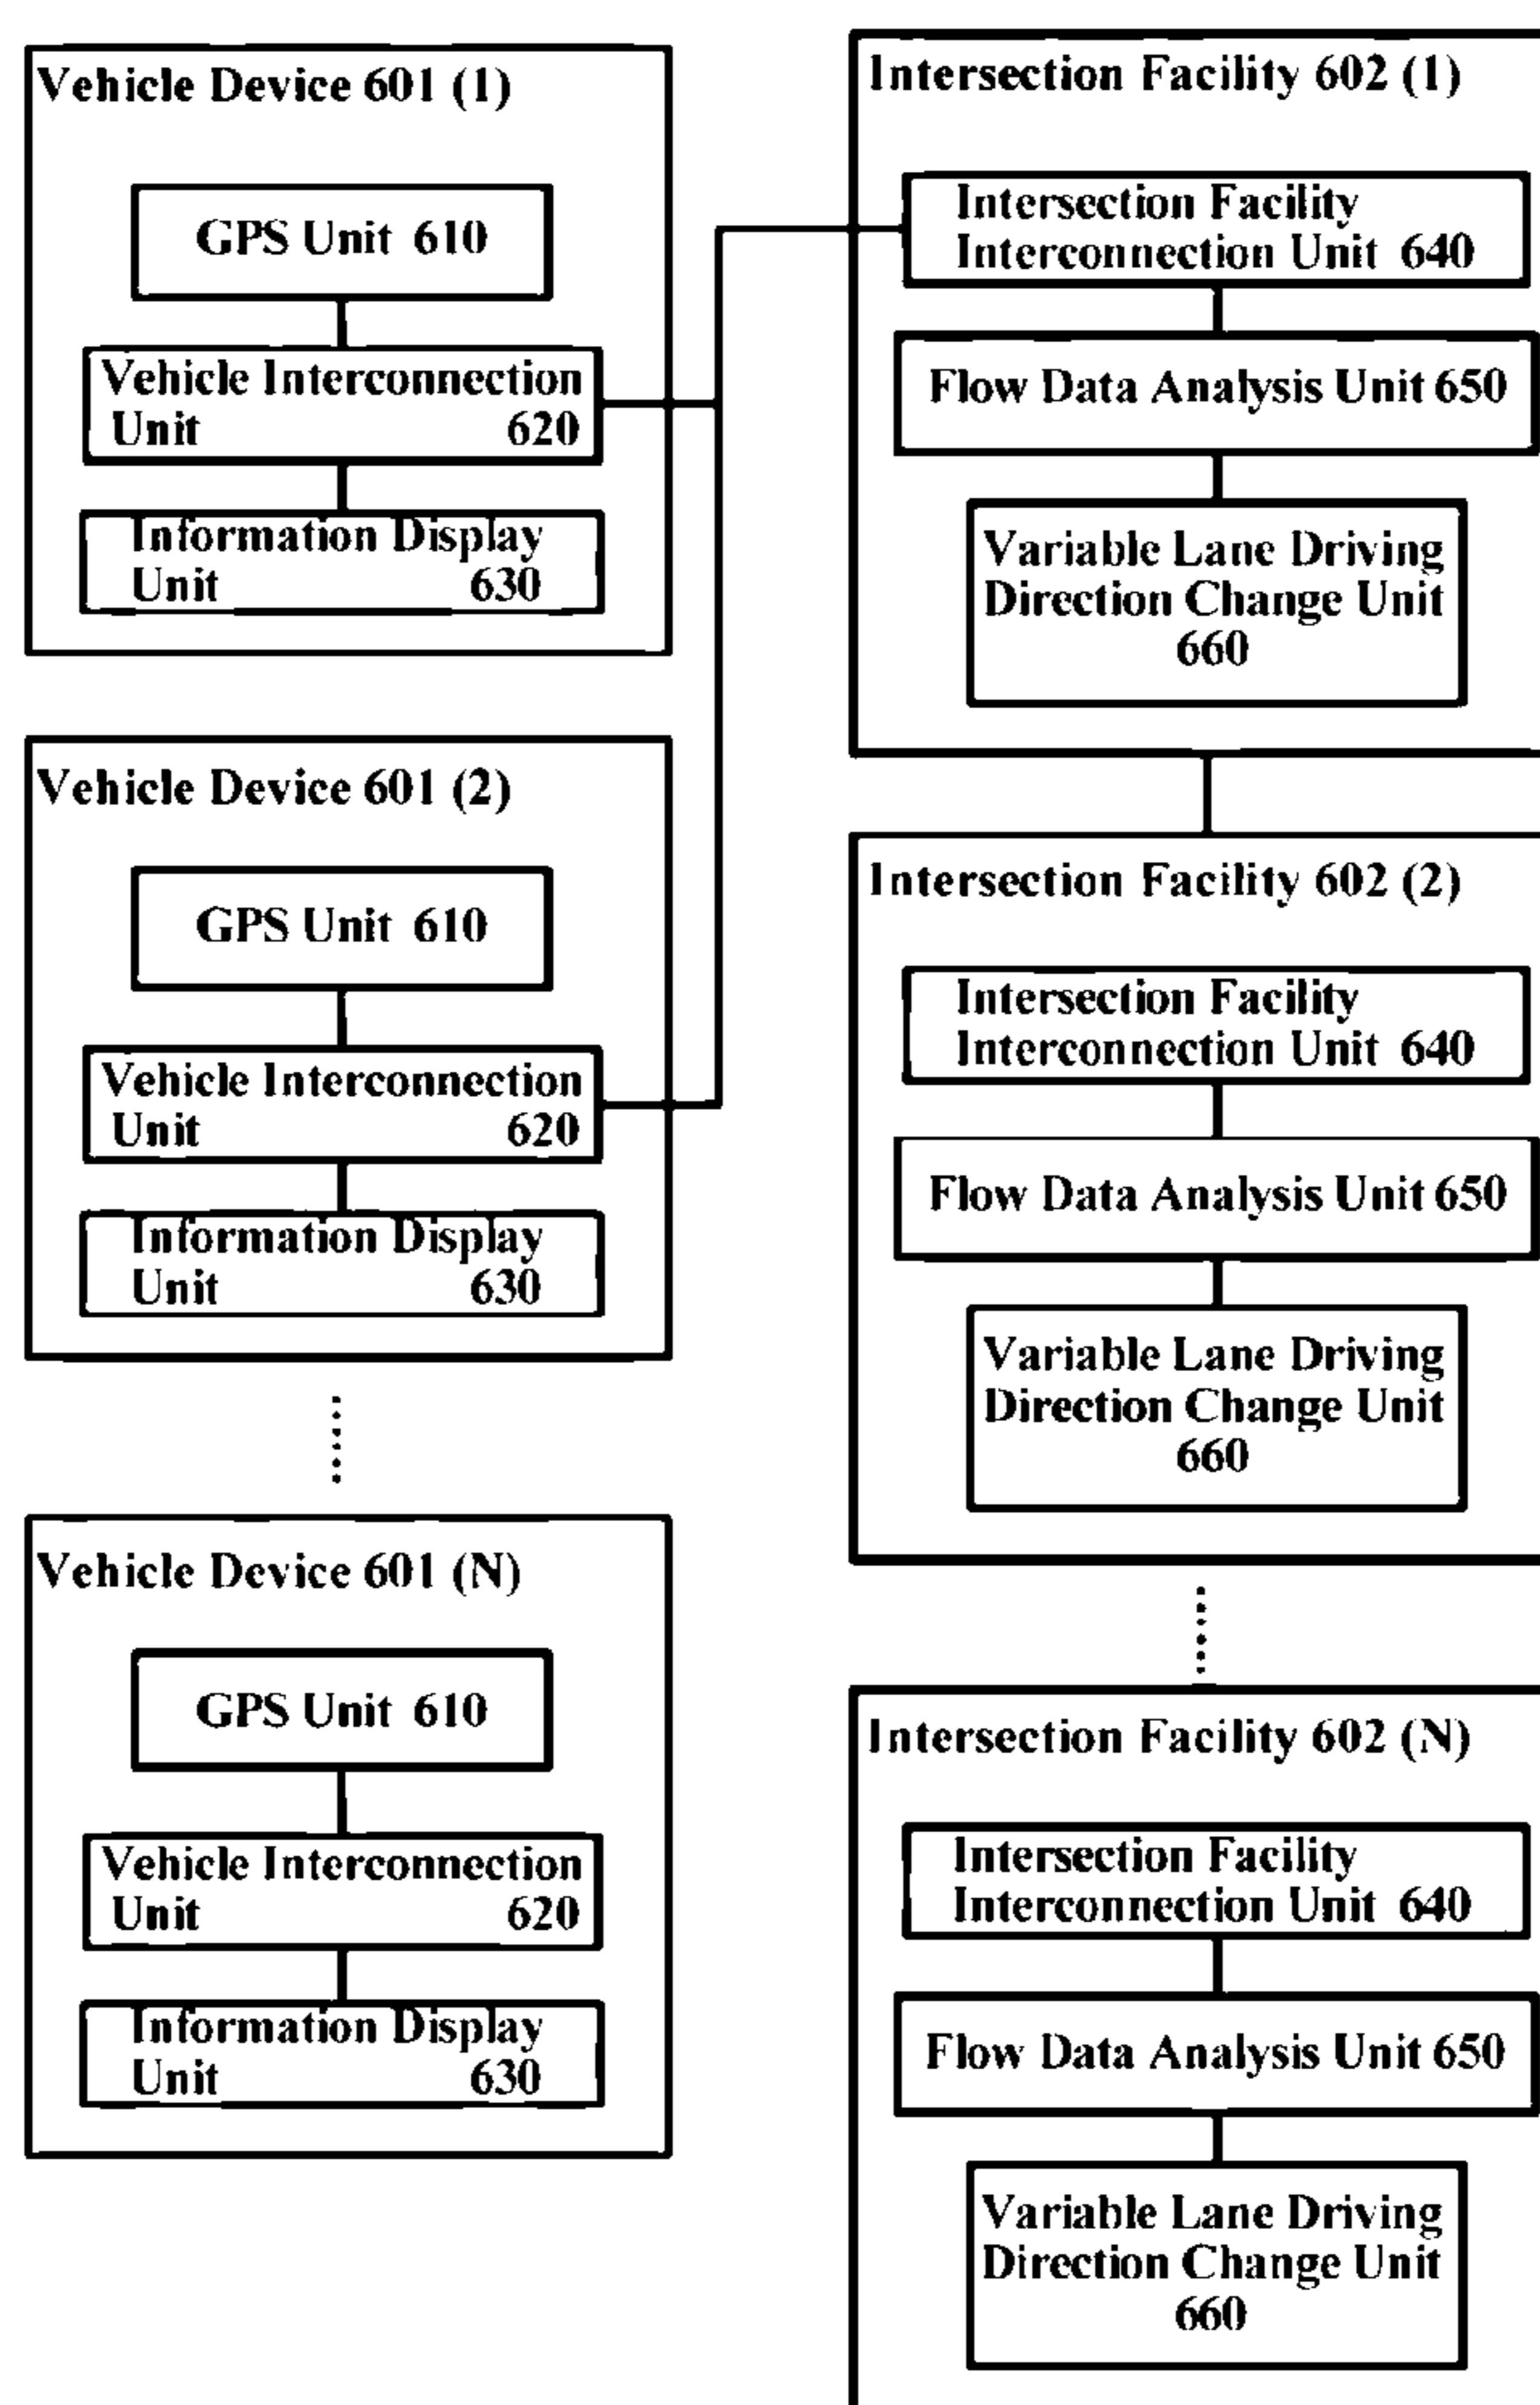 Vehicle Device 601 (1)
GPS Unit 610
Vehicle Interconnection
Unit 620
Information Display
Unit 630
Vehicle Device 601 (2)
GPS Unit 610
Vehicle Interconnection
Unit 620
Information Display
Unit 630
Vehicle Device 601 (N)
GPS Unit 610
Vehicle Interconnection
Unit 620
Information Display
Unit 630
Intersection Facility 602 (1)
Intersection Facility
Interconnection Unit 640
Flow Data Analysis Unit 650
Variable Lane Driving
Direction Change Unit
660
Intersection Facility 602 (2)
Intersection Facility
Interconnection Unit 640
Flow Data Analysis Unit 650
Variable Lane Driving
Direction Change Unit
660
Intersection Facility 602 (N)
Intersection Facility
Interconnection Unit 640
Flow Data Analysis Unit 650
Variable Lane Driving
Direction Change Unit
660